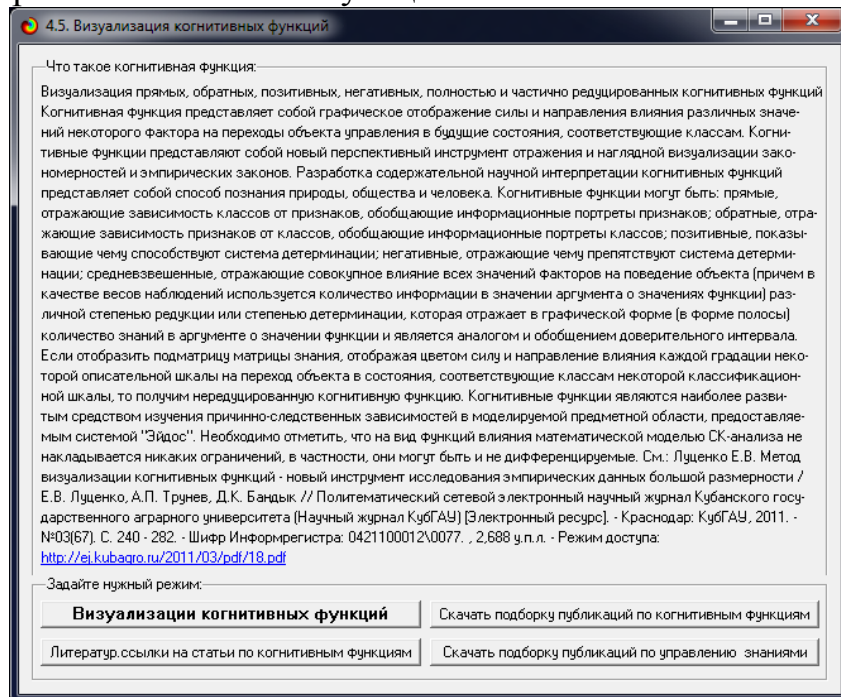 4.5. Визуализация когнитивных функций
Что такое когнитивная функция:
Визуализация прямых, обратных, позитивных, негативных, полностью и частично редуцированных когнитивных функций
Когнитивная функция представляет собой графическое отображение силы и направления влияния различных значе-
ний некоторого фактора на переходы объекта управления в будущие состояния, соответствующие классам. Когни-
тивные функции представляют собой новый перспективный инструмент отражения и наглядной визуализации зако-
номерностей и эмпирических законов. Разработка содержательной научной интерпретации когнитивных функций
представляет собой способ познания природы, общества и человека. Когнитивные функции могут быть: прямые,
отражающие зависимость классов от признаков, обобщающие информационные портреты признаков; обратные, отра-
жающие зависимость признаков от классов, обобщающие информационные портреты классов; позитивные, показы-
вающие чему способствуют система детерминации; негативные, отражающие чему препятствуют система детерми-
нации; средневзвешенные, отражающие совокупное влияние всех значений факторов на поведение объекта (причем в
качестве весов наблюдений используется количество информации в значении аргумента о значениях функции) раз-
личной степенью редукции или степенью детерминации, которая отражает в графической форме (в форме полосы)
количество знаний в аргументе о значении функции и является аналогом и обобщением доверительного интервала.
Если отобразить подматрицу матрицы знания, отображая цветом силу и направление влияния каждой градации неко-
торой описательной шкалы на переход объекта в состояния, соответствующие классам некоторой классификацион-
ной шкалы, то получим нередуцированную когнитивную функцию. Когнитивные функции являются наиболее разви-
тым средством изучения причинно-следственных зависимостей в моделируемой предметной области, предоставляе-
мым системой "Эйдос". Необходимо отметить, что на вид функций влияния математической моделью СК-анализа не
накладывается никаких ограничений, в частности, они могут быть и не дифференцируемые. См.: Луценко Е.В. Метод
визуализации когнитивных функций - новый инструмент исследования эмпирических данных большой размерности /
Е.В. Луценко, А.П. Трунев, Д.К. Бандык // Политематический сетевой электронный научный журнал Кубанского госу-
дарственного аграрного университета (Научный журнал КубГАУ) [Электронный ресурс]. - Краснодар: КубГАУ, 2011. -
№03(67). С. 240 - 282. - Шифр Информрегистра: 0421100012\0077. , 2,688 у.п.л. - Режим доступа:
http://ej.kubagro.ru/2011/03/pdf/18.pdf
Задайте нужный режим:
Визуализации когнитивных функций
Скачать подборку публикаций по когнитивным функциям
Литератур.ссылки на статьи по когнитивным функциям
Скачать подборку публикаций по управлению знаниями